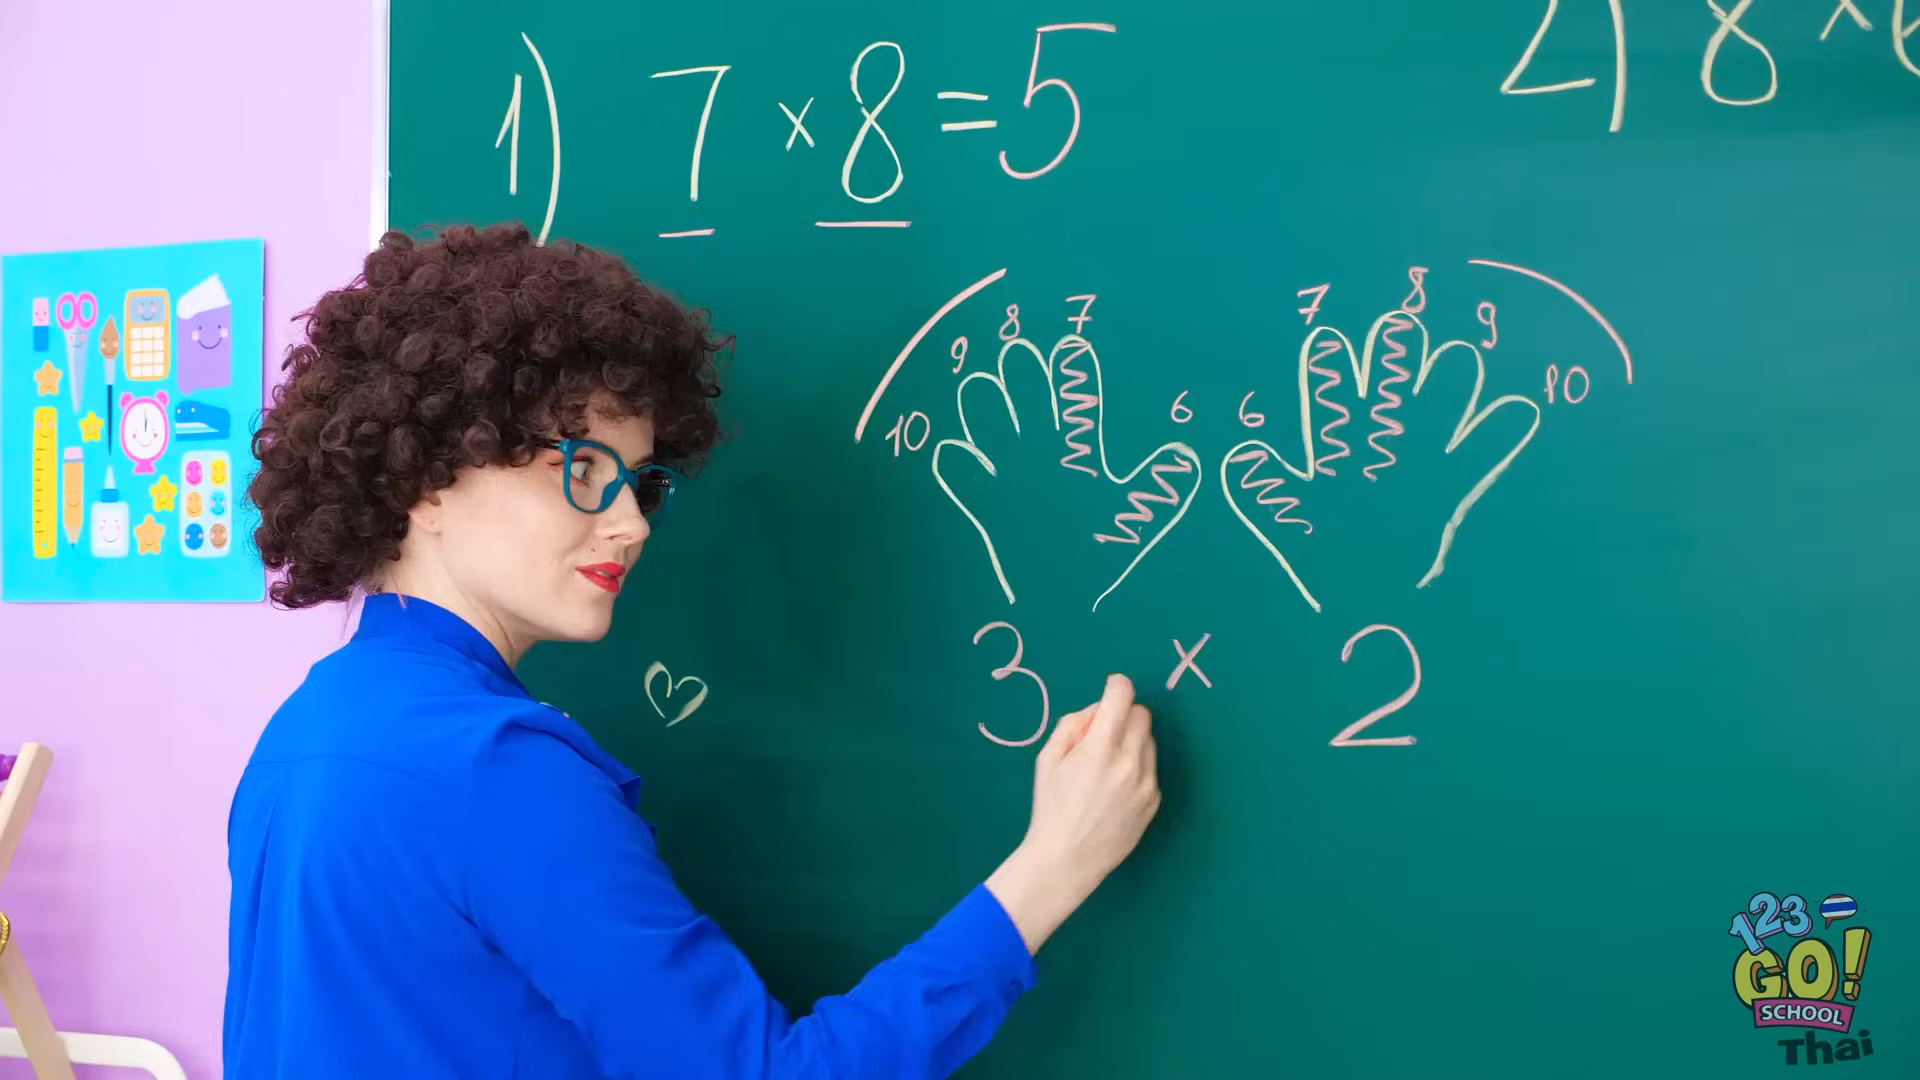 1) 7 × 8 = 5
2) 8 ×
10 9 8 7 6
6 7 8 9 10
3 × 2
123
GO!
SCHOOL
Thai